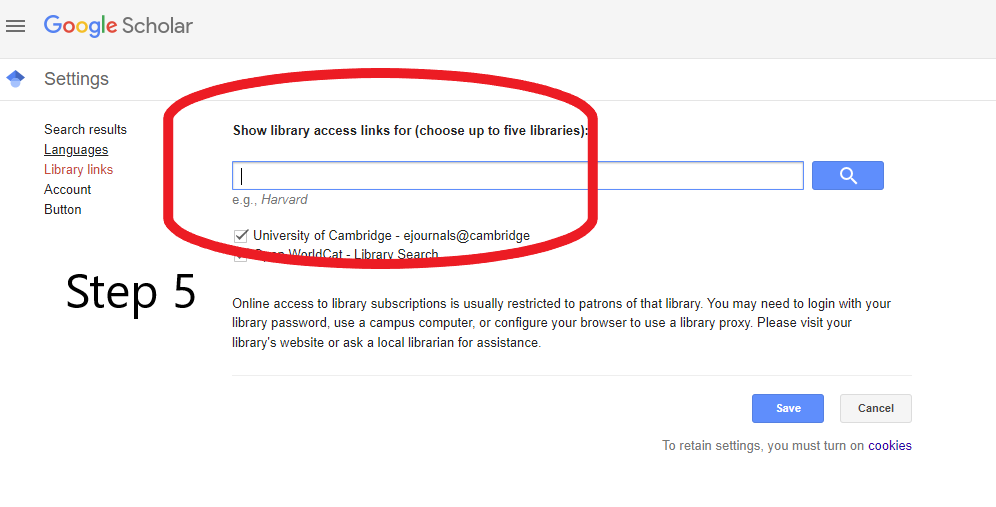 Google Scholar
Settings
Search results
Languages
Library links
Account
Button
Show library access links for (choose up to five libraries):
e.g., Harvard
University of Cambridge - ejournals@cambridge
Open WorldCat - Library Search
Step 5
Online access to library subscriptions is usually restricted to patrons of that library. You may need to login with your
library password, use a campus computer, or configure your browser to use a library proxy. Please visit your
library's website or ask a local librarian for assistance.
Save
Cancel
To retain settings, you must turn on cookies